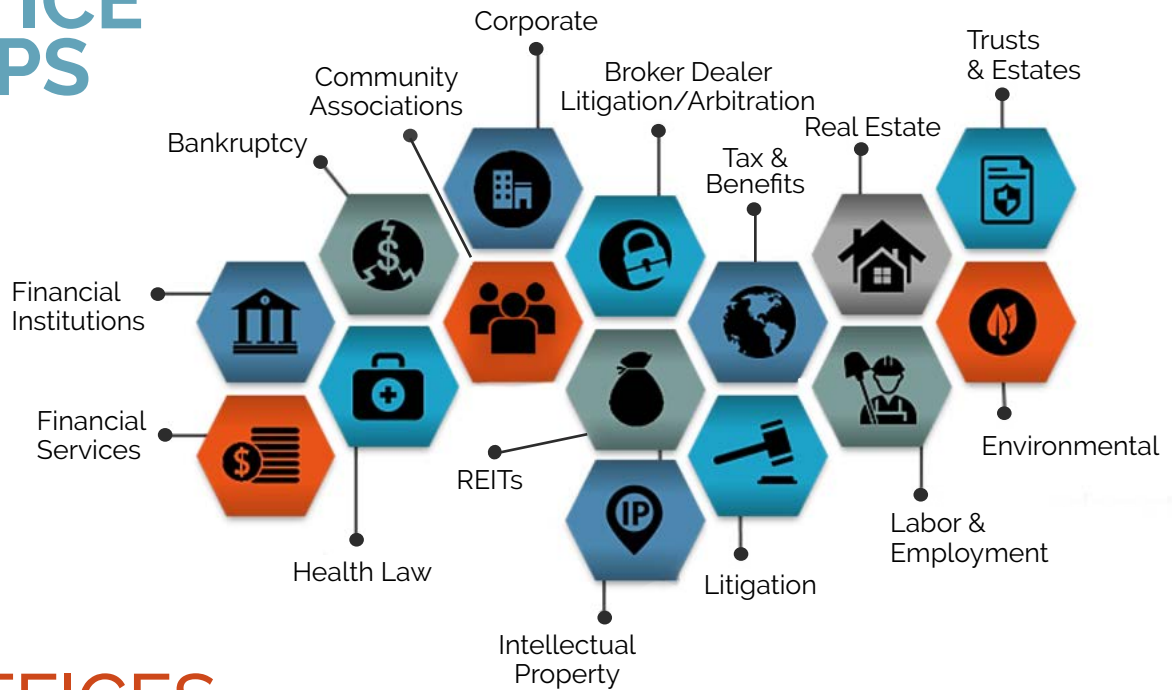 ICE
PS
Corporate
Trusts
& Estates
Community
Associations
Broker Dealer
Litigation/Arbitration
Bankruptcy
Real Estate
Tax &
Benefits
$
Financial
Institutions
Financial
Services
$
REITs
Environmental
IP
Labor &
Employment
Health Law
Litigation
Intellectual
Property